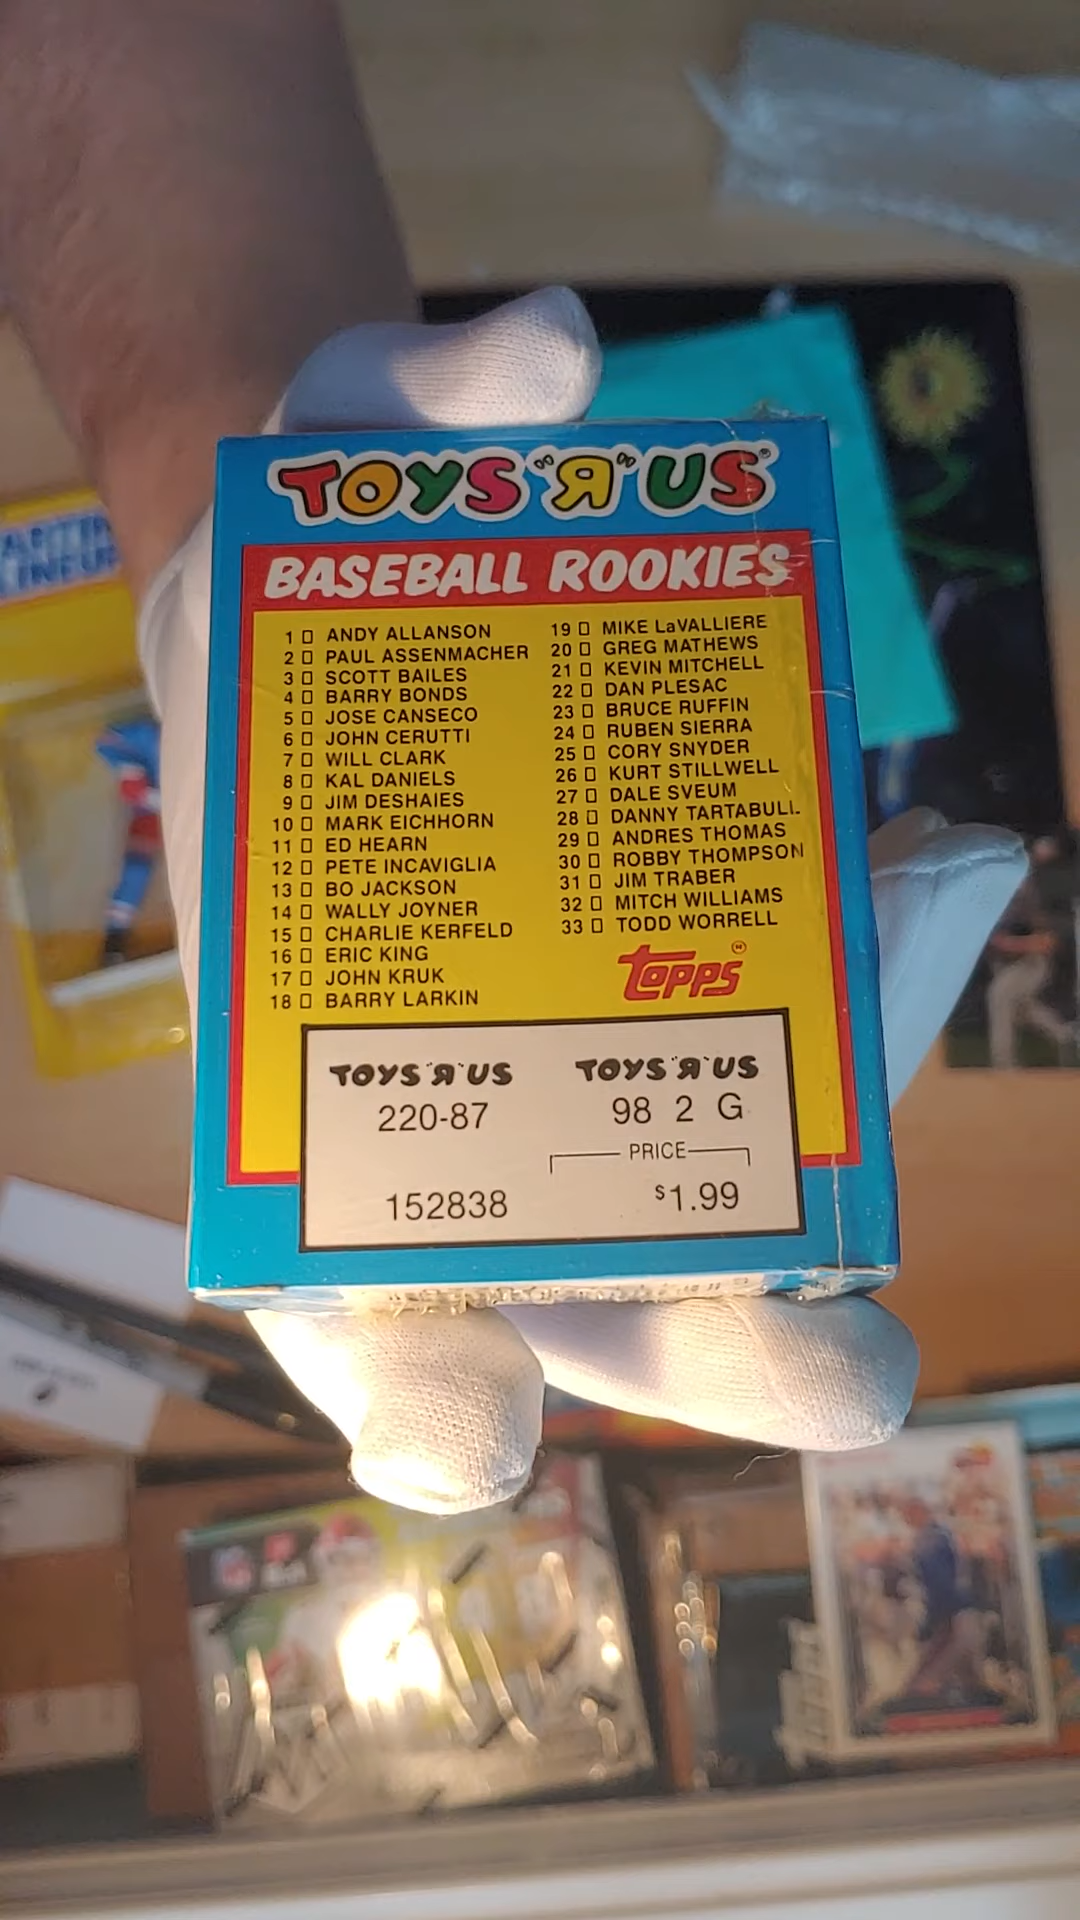 TOYS "R" US®
BASEBALL ROOKIES
1 ANDY ALLANSON
2 PAUL ASSENMACHER
3 SCOTT BAILES
4 BARRY BONDS
5 JOSE CANSECO
6 JOHN CERUTTI
7 WILL CLARK
8 KAL DANIELS
9 JIM DESHAIES
10 MARK EICHHORN
11 ED HEARN
12 PETE INCAVIGLIA
13 BO JACKSON
14 WALLY JOYNER
15 CHARLIE KERFELD
16 ERIC KING
17 JOHN KRUK
18 BARRY LARKIN
19 MIKE LaVALLIERE
20 GREG MATHEWS
21 KEVIN MITCHELL
22 DAN PLESAC
23 BRUCE RUFFIN
24 RUBEN SIERRA
25 CORY SNYDER
26 KURT STILLWELL
27 DALE SVEUM
28 DANNY TARTABULL
29 ANDRES THOMAS
30 ROBBY THOMPSON
31 JIM TRABER
32 MITCH WILLIAMS
33 TODD WORRELL
TOPPS®
TOYS "R" US
220-87
152838
TOYS "R" US
98 2 G
PRICE
$1.99